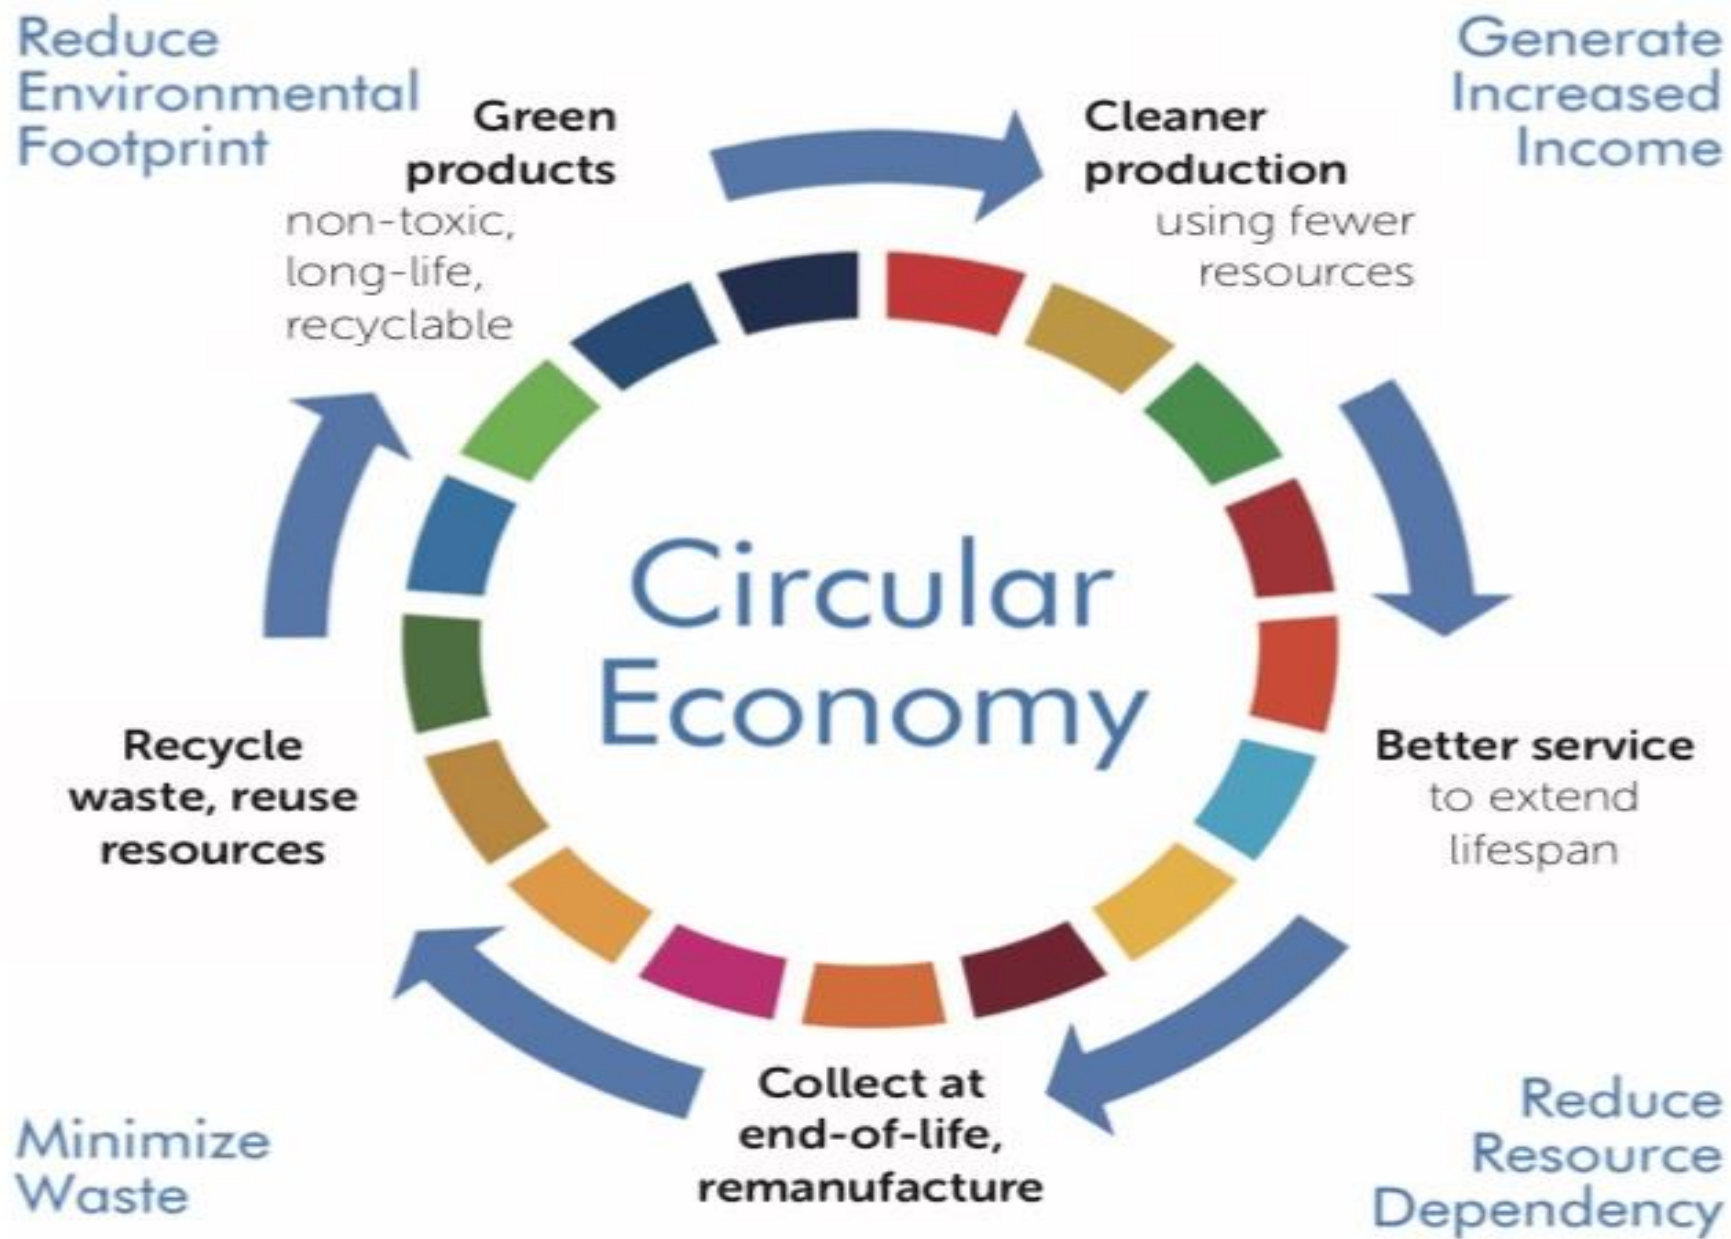 Reduce
Environmental
Footprint
Generate
Increased
Income
Green
products
non-toxic,
long-life,
recyclable
Cleaner
production
using fewer
resources
Circular
Economy
Recycle
waste, reuse
resources
Better service
to extend
lifespan
Collect at
end-of-life,
remanufacture
Minimize
Waste
Reduce
Resource
Dependency